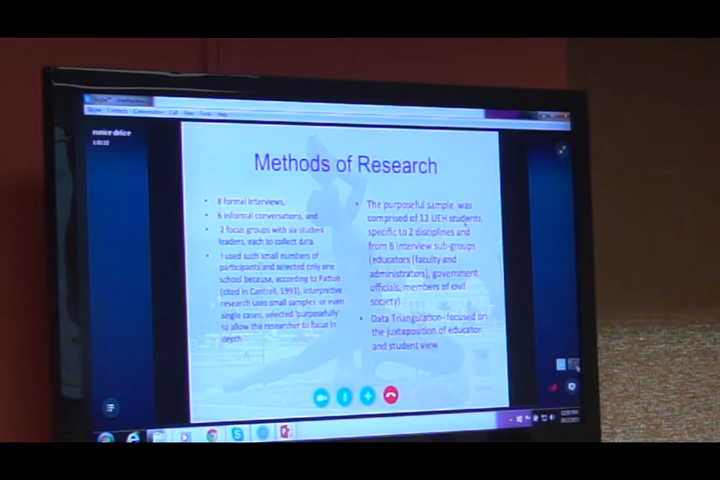 eunice delice
1:02:22
Methods of Research
• 8 formal interviews,
• 6 informal conversations, and
• 2 focus groups with six student
leaders, each to collect data.
• I used such small numbers of
participants and selected only one
school because, according to Patton
(cited in Cantrell, 1993), interpretive
research uses small samples or even
single cases, selected 'purposefully'
to allow the researcher to focus in
depth.
• The purposeful sample was
comprised of 12 UEH students,
specific to 2 disciplines and
from 8 interview sub-groups
(educators (faculty and
administrators), government
officials, members of civil
society)
• Data Triangulation- focused on
the juxtaposition of educator
and student view